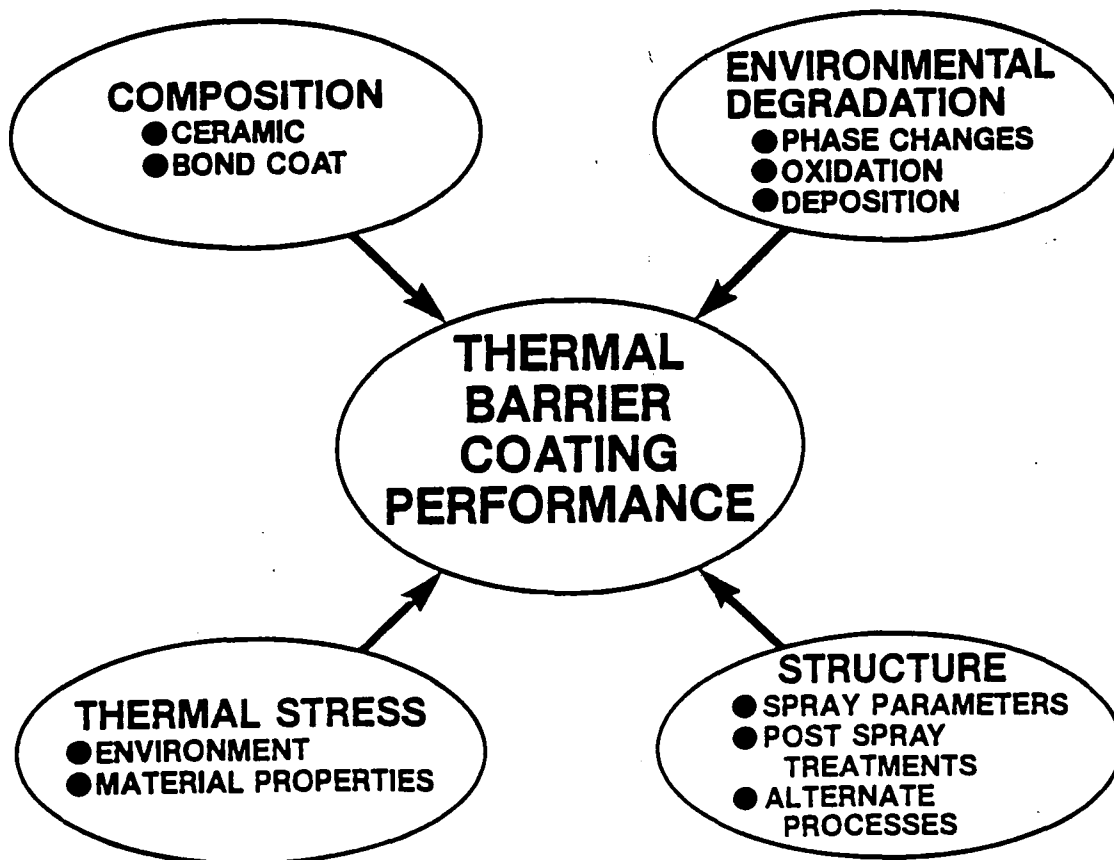 COMPOSITION
●CERAMIC
●BOND COAT
ENVIRONMENTAL
DEGRADATION
●PHASE CHANGES
●OXIDATION
●DEPOSITION
THERMAL
BARRIER
COATING
PERFORMANCE
THERMAL STRESS
●ENVIRONMENT
●MATERIAL PROPERTIES
STRUCTURE
●SPRAY PARAMETERS
●POST SPRAY
TREATMENTS
●ALTERNATE
PROCESSES